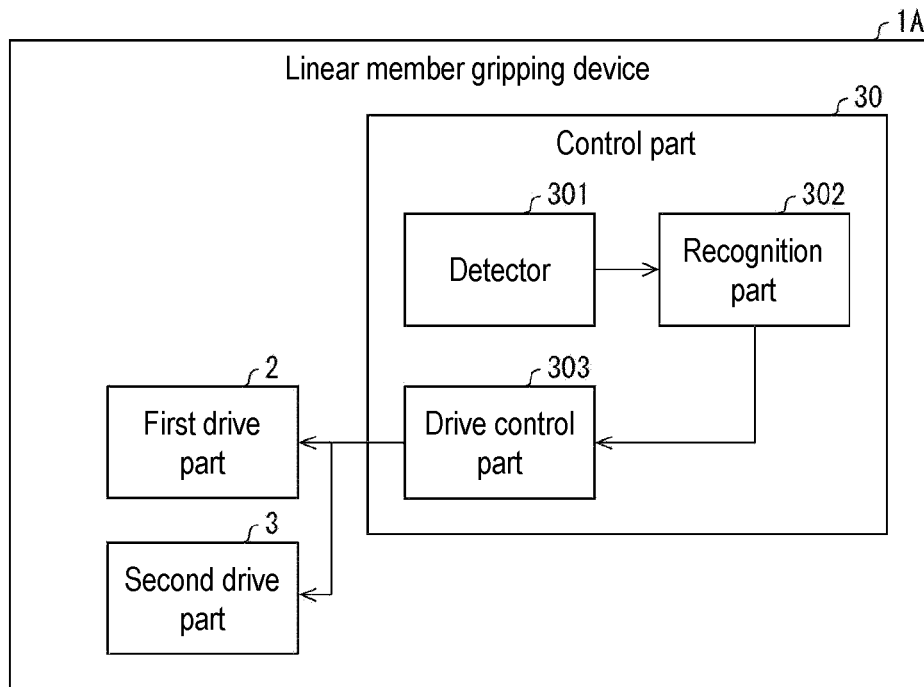 1A
Linear member gripping device
30
Control part
301
Detector
302
Recognition
part
2
First drive
part
303
Drive control
part
3
Second drive
part